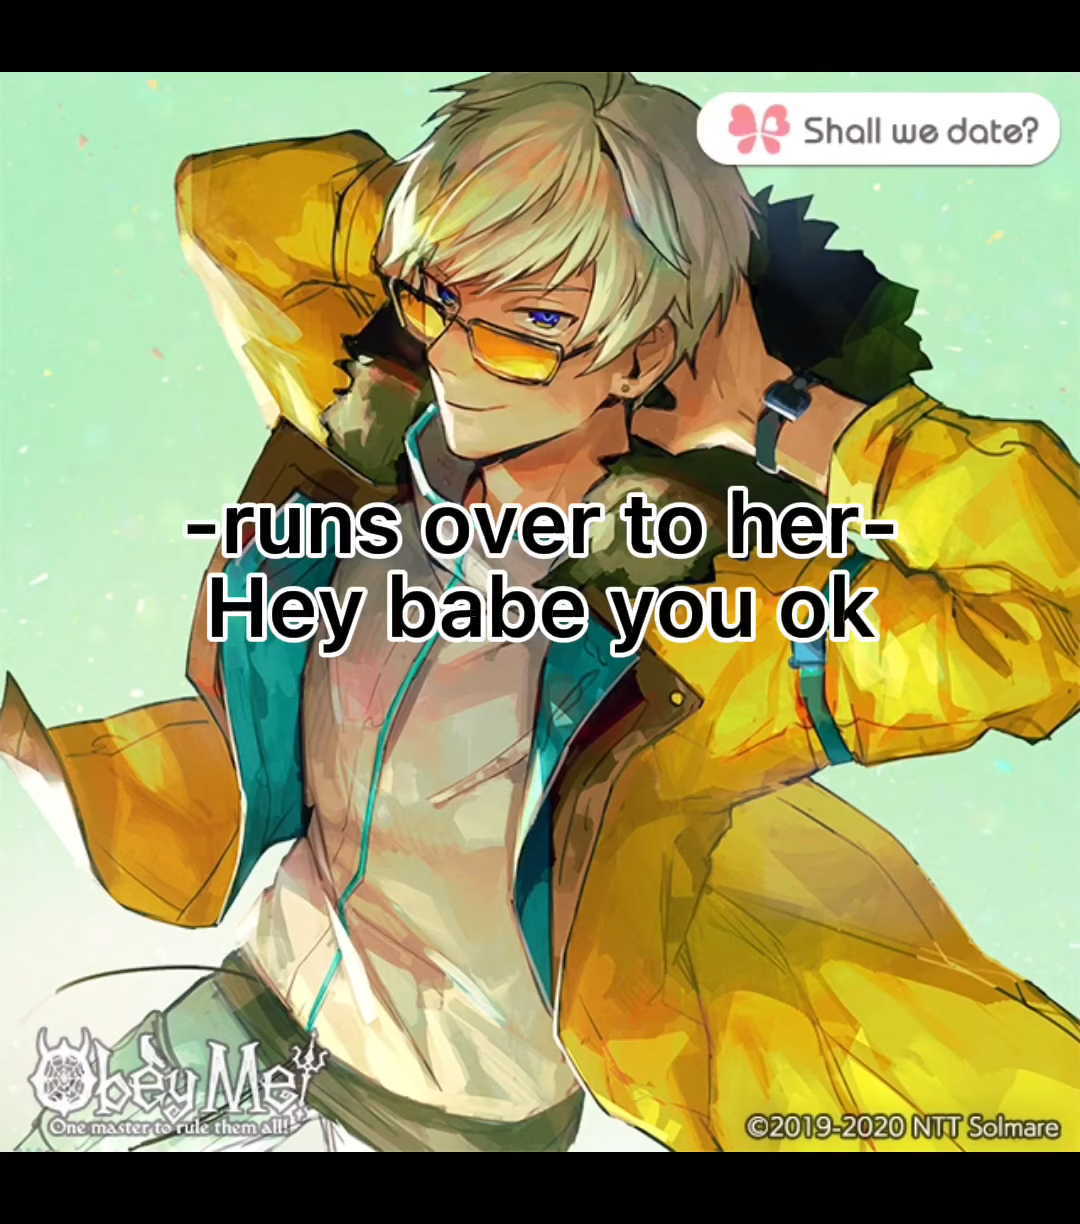 Shall we date?
-runs over to her-
Hey babe you ok
Obey Me!
One master to rule them all!
©2019-2020 NTT Solmare